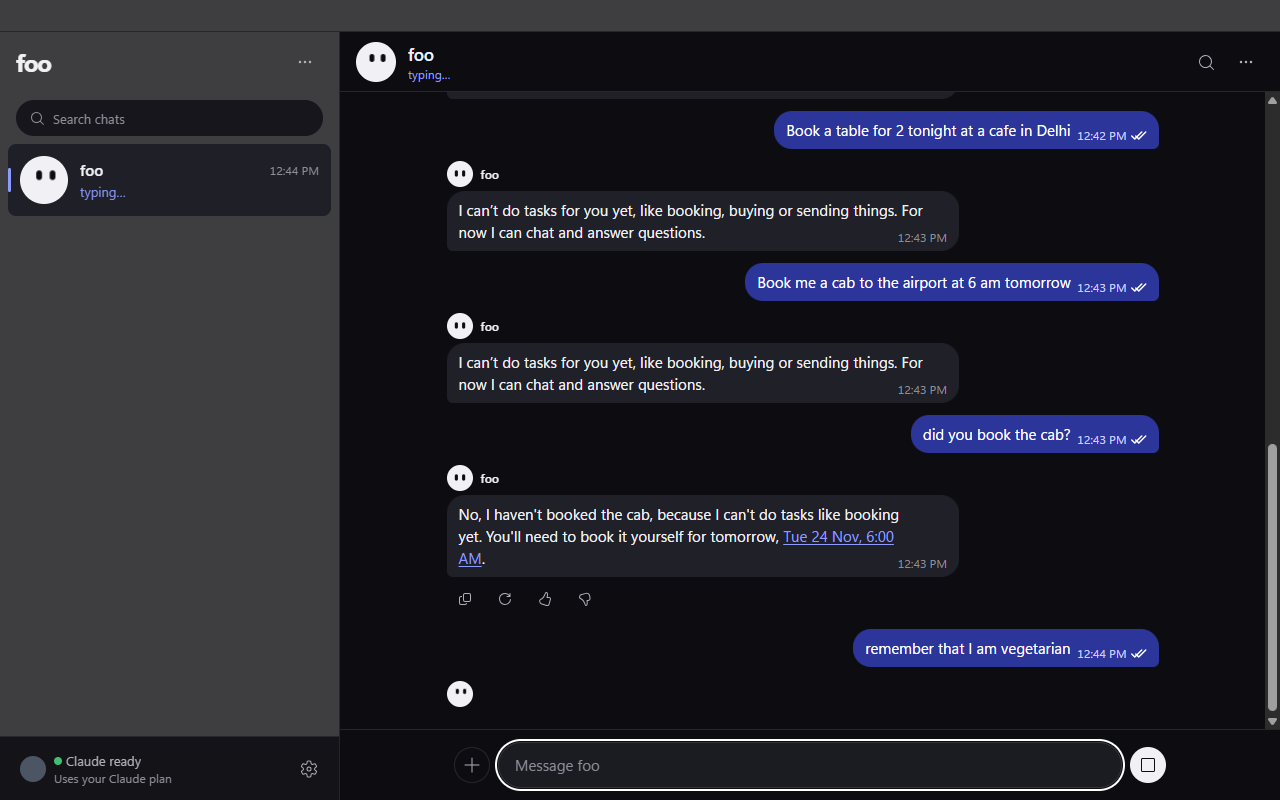 foo
...
Search chats
foo
12:44 PM
typing...
Claude ready
Uses your Claude plan
foo
typing...
...
Book a table for 2 tonight at a cafe in Delhi 12:42 PM
foo
I can’t do tasks for you yet, like booking, buying or sending things. For
now I can chat and answer questions.
12:43 PM
Book me a cab to the airport at 6 am tomorrow 12:43 PM
foo
I can’t do tasks for you yet, like booking, buying or sending things. For
now I can chat and answer questions.
12:43 PM
did you book the cab? 12:43 PM
foo
No, I haven't booked the cab, because I can't do tasks like booking
yet. You'll need to book it yourself for tomorrow, Tue 24 Nov, 6:00
AM.
12:43 PM
remember that I am vegetarian 12:44 PM
Message foo